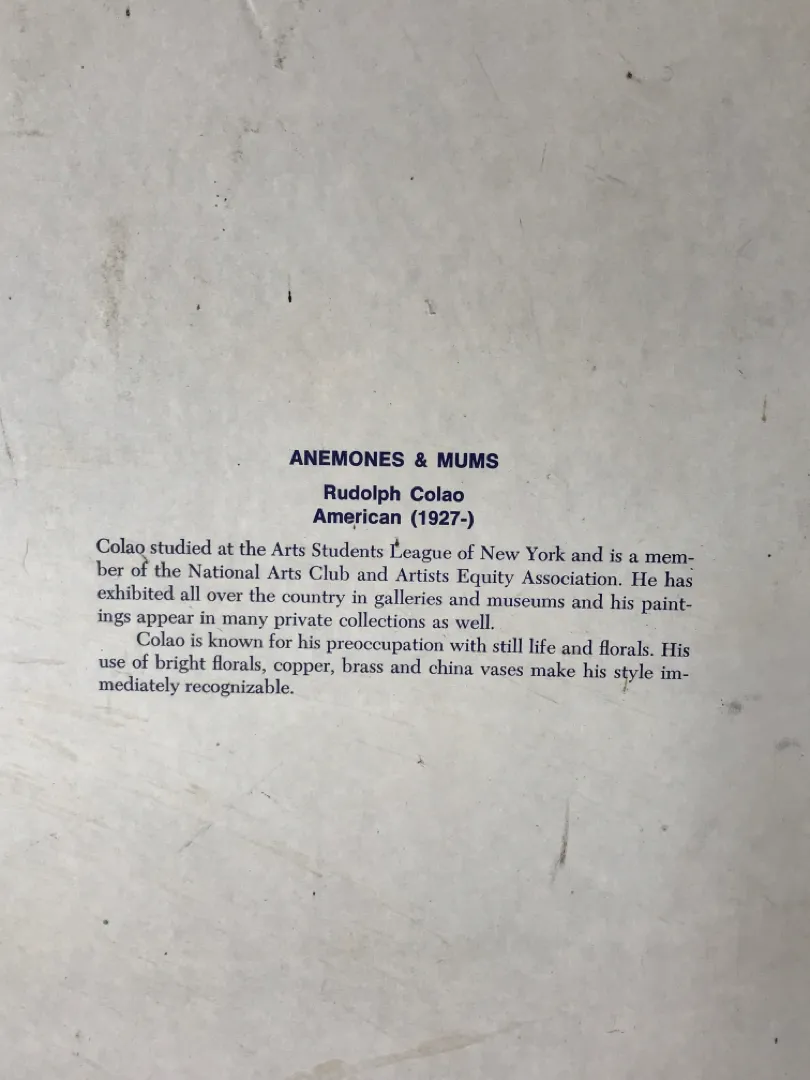 ANEMONES & MUMS
Rudolph Colao
American (1927-)
Colao studied at the Arts Students League of New York and is a mem-
ber of the National Arts Club and Artists Equity Association. He has
exhibited all over the country in galleries and museums and his paint-
ings appear in many private collections as well.
Colao is known for his preoccupation with still life and florals. His
use of bright florals, copper, brass and china vases make his style im-
mediately recognizable.